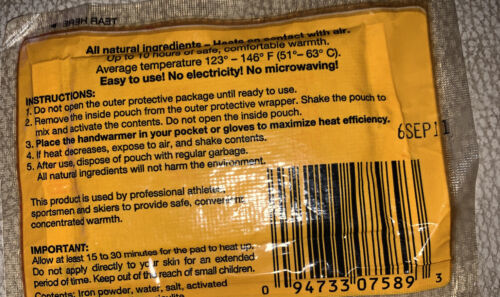 TEAR HERE
All natural ingredients – Heats on contact with air.
Up to 10 hours of safe, comfortable warmth.
Average temperature 123° - 146° F (51°– 63° C).
Easy to use! No electricity! No microwaving!
INSTRUCTIONS:
1. Do not open the outer protective package until ready to use.
2. Remove the inside pouch from the outer protective wrapper. Shake the pouch to
mix and activate the contents. Do not open the inside pouch.
3. Place the handwarmer in your pocket or gloves to maximize heat efficiency.
4. If heat decreases, expose to air, and shake contents.
5. After use, dispose of pouch with regular garbage.
All natural ingredients will not harm the environment.
6SEP11
This product is used by professional athletes,
sportsmen and skiers to provide safe, convenient
concentrated warmth.
IMPORTANT:
Allow at least 15 to 30 minutes for the pad to heat up.
Do not apply directly to your skin for an extended
period of time. Keep out of the reach of small children.
Contents: Iron powder, water, salt, activated
0 94733 07589 3